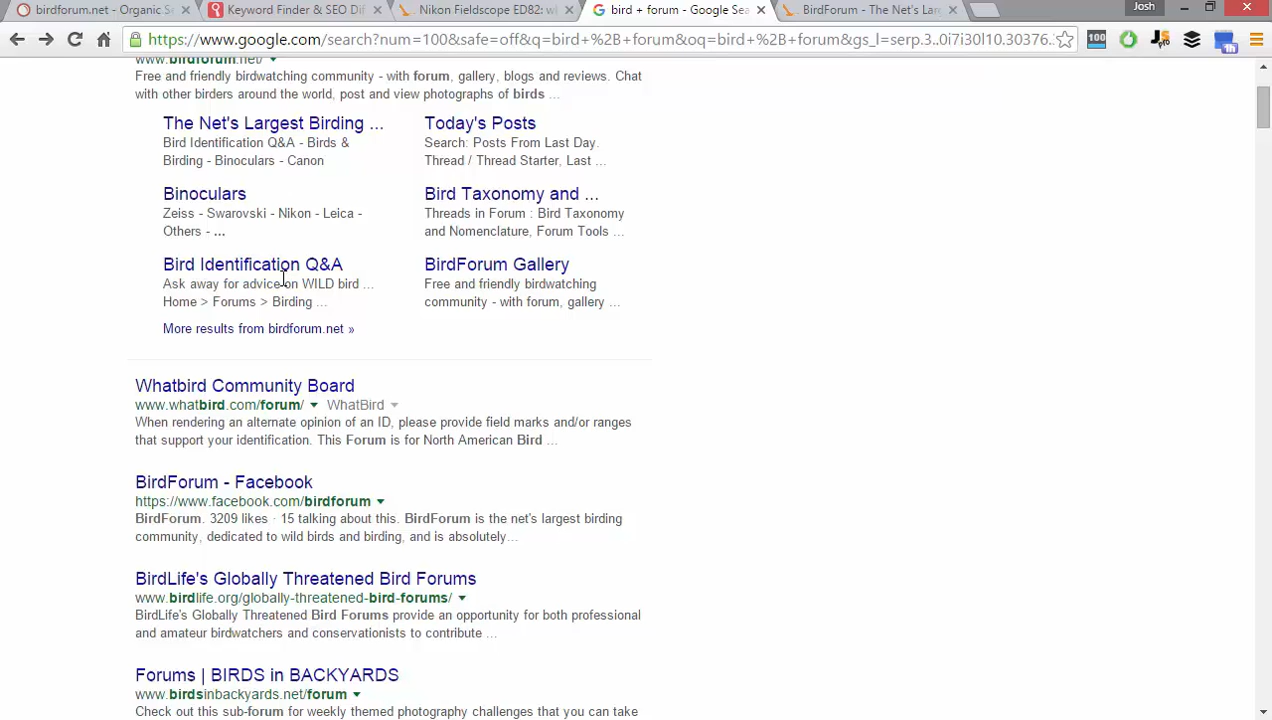 birdforum.net - Organic Se
Keyword Finder & SEO Dif
Nikon Fieldscope ED82: w
bird + forum - Google Sea
BirdForum - The Net's Larg
Josh
https://www.google.com/search?num=100&safe=off&q=bird+%2B+forum&oq=bird+%2B+forum&gs_l=serp.3..0i7i30l10.30376.
100
1h
www.birdforum.net/
Free and friendly birdwatching community - with forum, gallery, blogs and reviews. Chat
with other birders around the world, post and view photographs of birds ...
The Net's Largest Birding ...
Bird Identification Q&A - Birds &
Birding - Binoculars - Canon
Today's Posts
Search: Posts From Last Day.
Thread / Thread Starter, Last ...
Binoculars
Zeiss - Swarovski - Nikon - Leica -
Others - ...
Bird Taxonomy and ...
Threads in Forum : Bird Taxonomy
and Nomenclature, Forum Tools ...
Bird Identification Q&A
Ask away for advice on WILD bird ...
Home > Forums > Birding ...
BirdForum Gallery
Free and friendly birdwatching
community - with forum, gallery ...
More results from birdforum.net »
Whatbird Community Board
www.whatbird.com/forum/ WhatBird
When rendering an alternate opinion of an ID, please provide field marks and/or ranges
that support your identification. This Forum is for North American Bird ...
BirdForum - Facebook
https://www.facebook.com/birdforum
BirdForum. 3209 likes · 15 talking about this. BirdForum is the net's largest birding
community, dedicated to wild birds and birding, and is absolutely...
BirdLife's Globally Threatened Bird Forums
www.birdlife.org/globally-threatened-bird-forums/
BirdLife's Globally Threatened Bird Forums provide an opportunity for both professional
and amateur birdwatchers and conservationists to contribute ...
Forums | BIRDS in BACKYARDS
www.birdsinbackyards.net/forum
Check out this sub-forum for weekly themed photography challenges that you can take